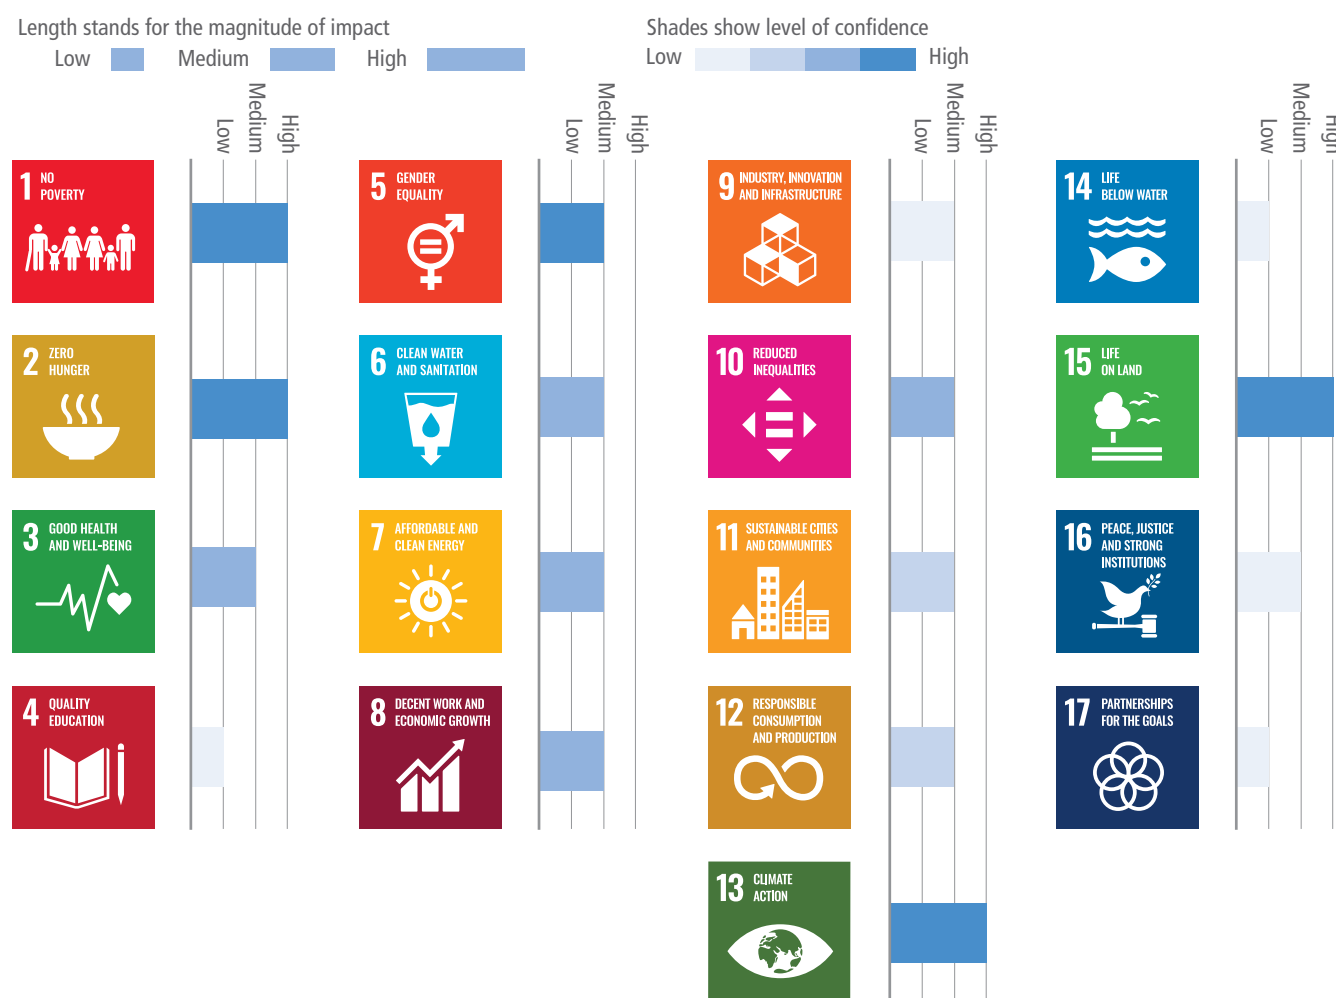 Length stands for the magnitude of impact
Low
Medium
High
Shades show level of confidence
Low
High
Low
Medium
High
Low
Medium
High
Low
Medium
High
Low
Medium
High
1 NO
POVERTY
5 GENDER
EQUALITY
9 INDUSTRY, INNOVATION
AND INFRASTRUCTURE
14 LIFE
BELOW WATER
2 ZERO
HUNGER
6 CLEAN WATER
AND SANITATION
10 REDUCED
INEQUALITIES
15 LIFE
ON LAND
3 GOOD HEALTH
AND WELL-BEING
7 AFFORDABLE AND
CLEAN ENERGY
11 SUSTAINABLE CITIES
AND COMMUNITIES
16 PEACE, JUSTICE
AND STRONG
INSTITUTIONS
4 QUALITY
EDUCATION
8 DECENT WORK AND
ECONOMIC GROWTH
12 RESPONSIBLE
CONSUMPTION
AND PRODUCTION
17 PARTNERSHIPS
FOR THE GOALS
13 CLIMATE
ACTION